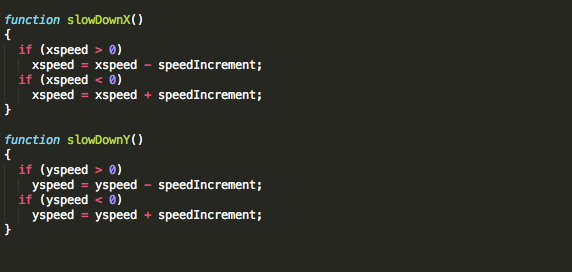 function slowDownX()
{
  if (xspeed > 0)
    xspeed = xspeed - speedIncrement;
  if (xspeed < 0)
    xspeed = xspeed + speedIncrement;
}

function slowDownY()
{
  if (yspeed > 0)
    yspeed = yspeed - speedIncrement;
  if (yspeed < 0)
    yspeed = yspeed + speedIncrement;
}